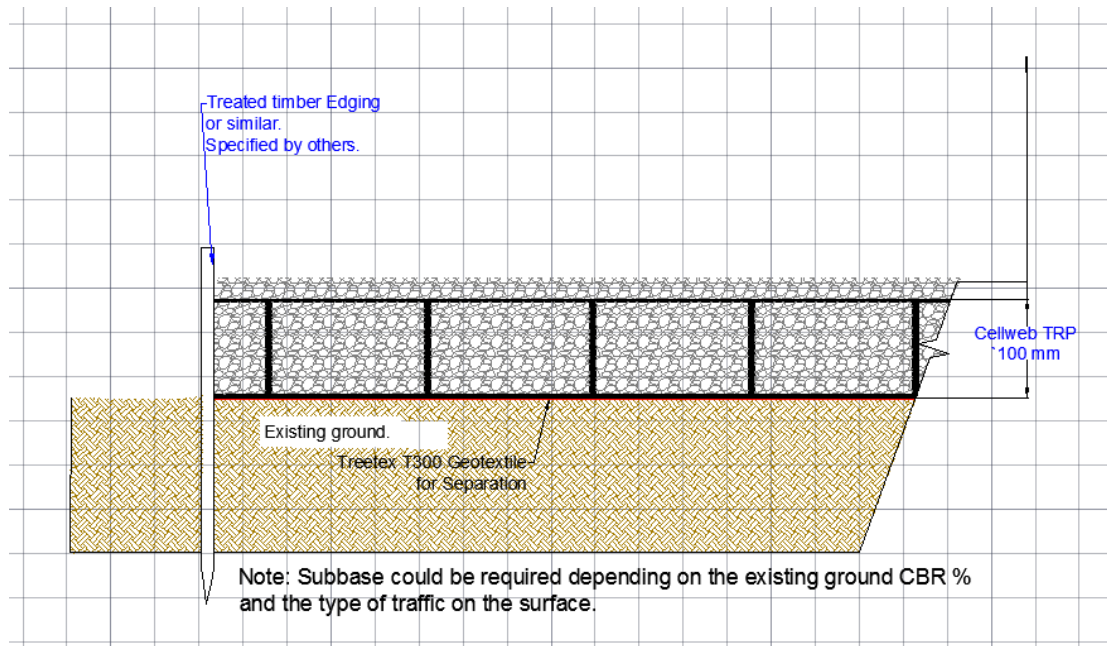 Treated timber Edging
or similar.
Specified by others.
Cellweb TRP
`100 mm
Existing ground.
Treetex T300 Geotextile
for Separation
Note: Subbase could be required depending on the existing ground CBR %
and the type of traffic on the surface.